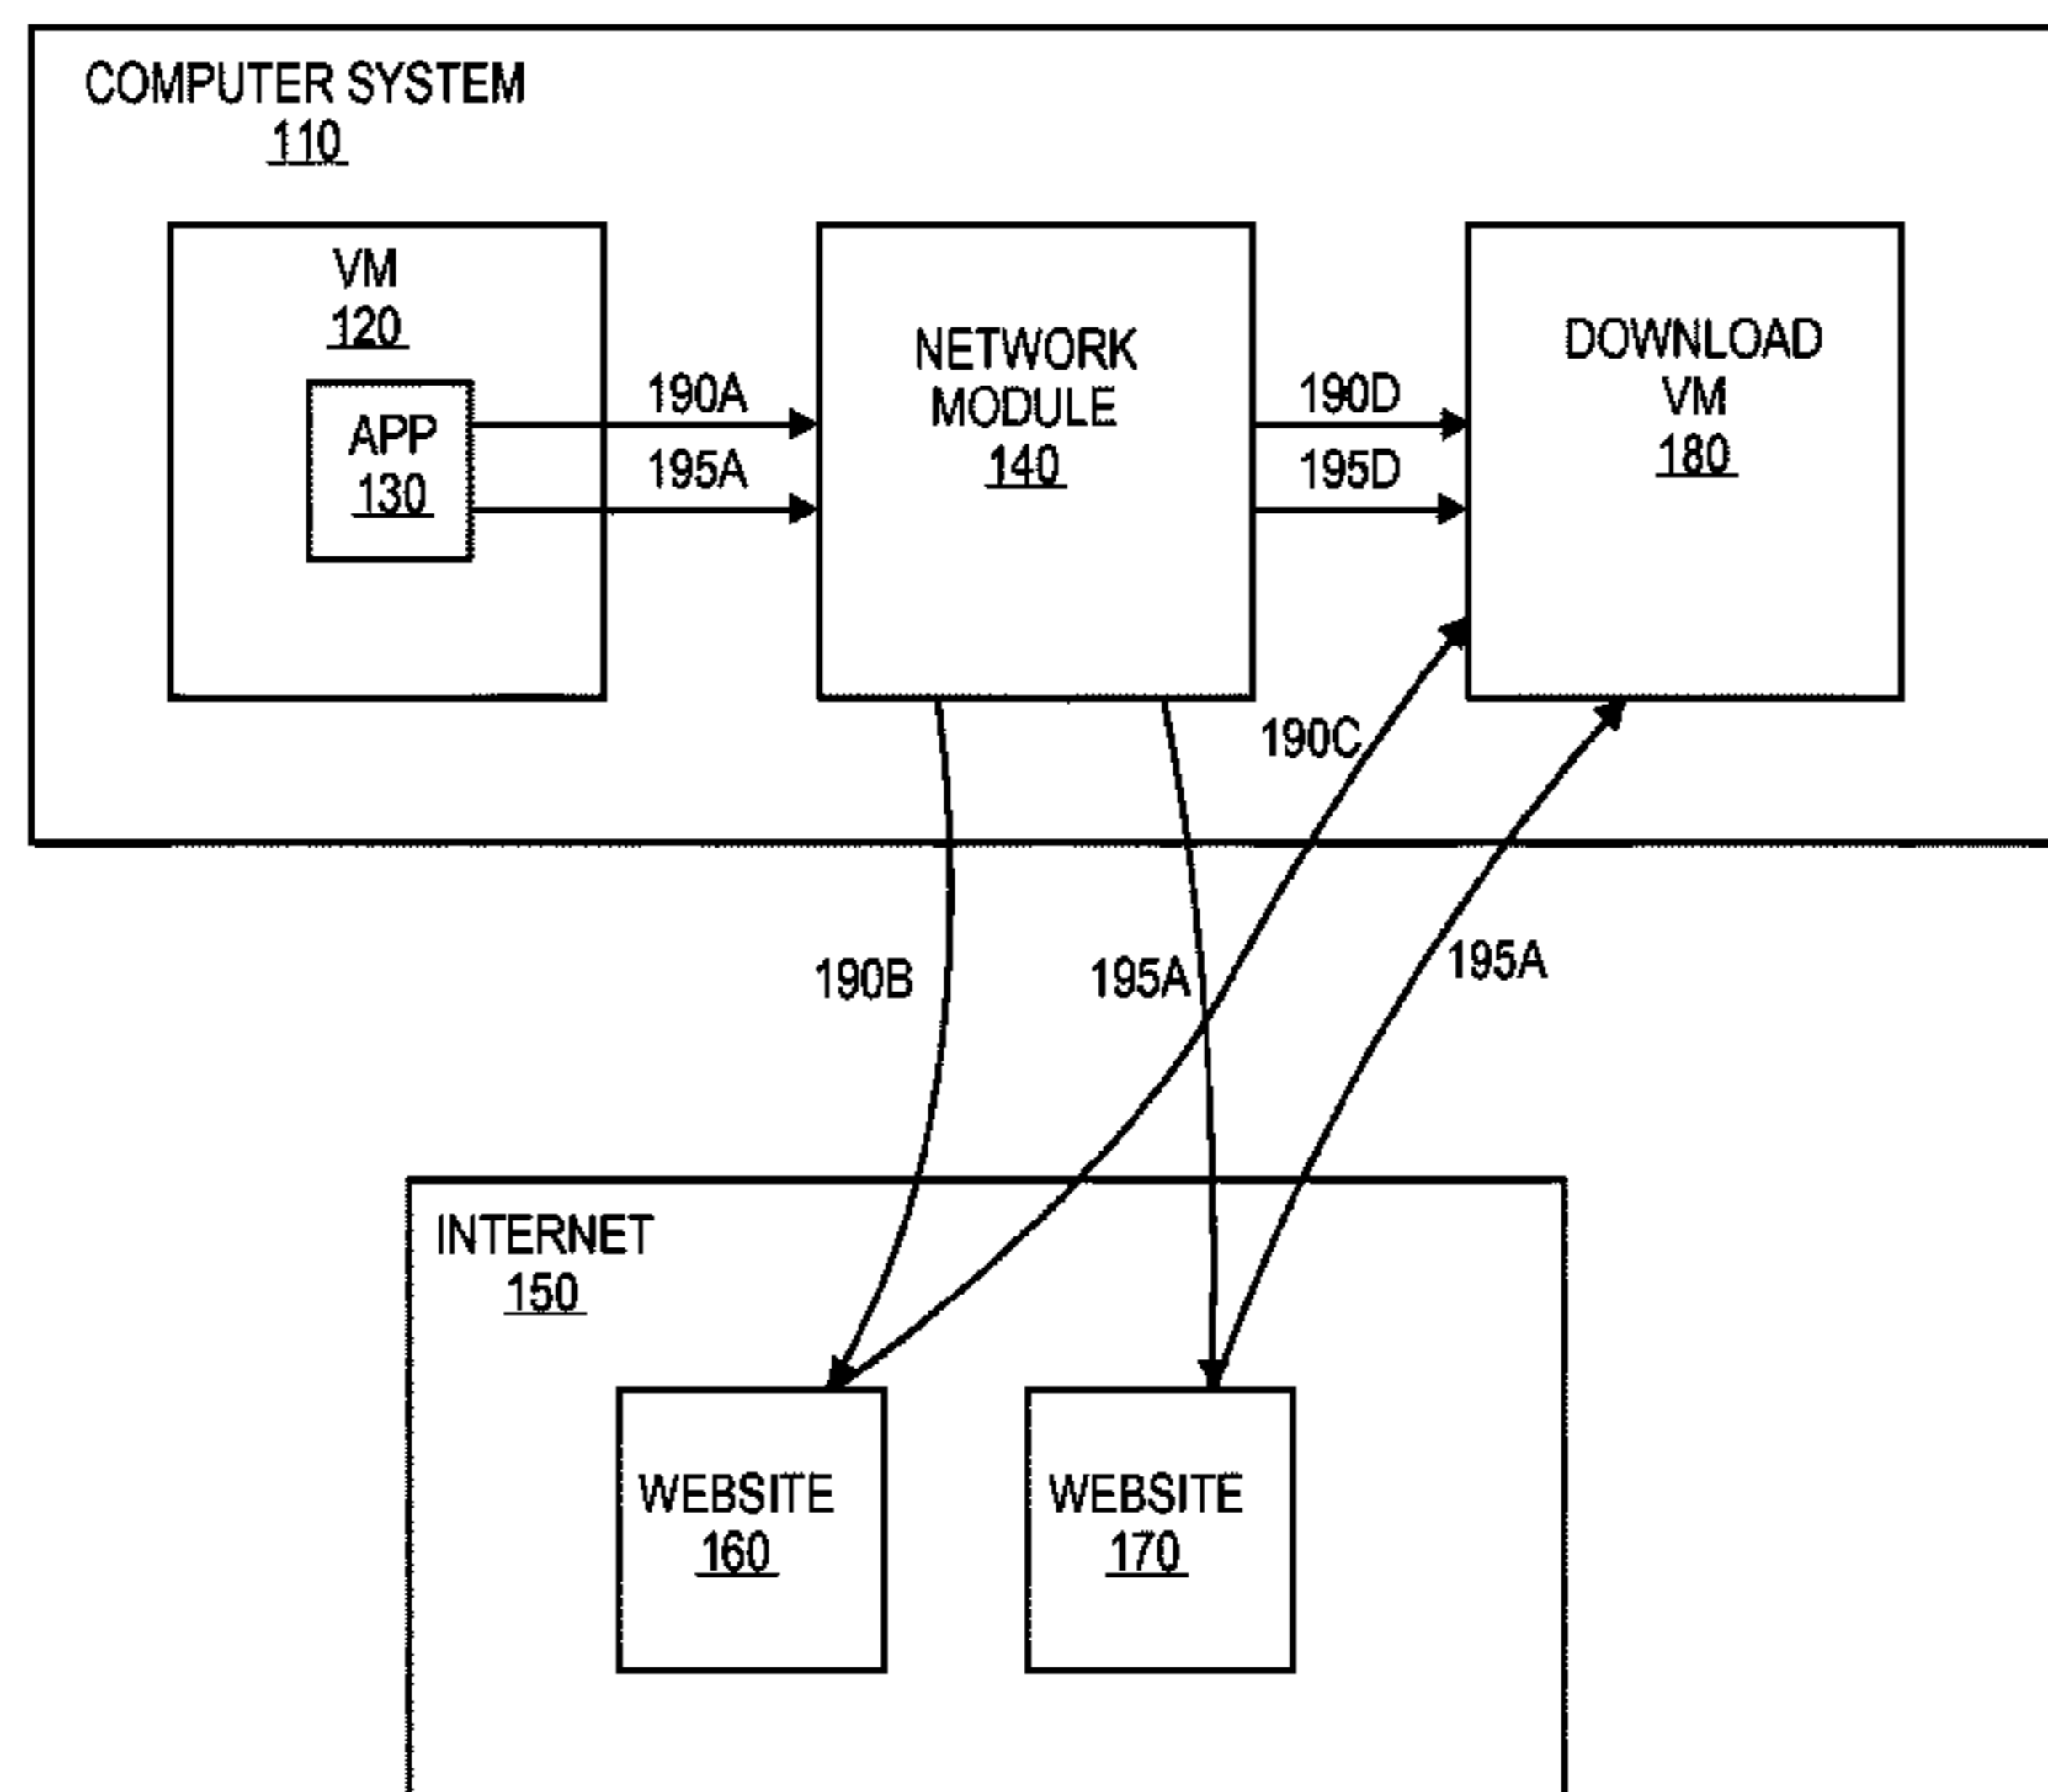 COMPUTER SYSTEM
110
VM
120
APP
130
190A
195A
NETWORK
MODULE
140
190D
195D
DOWNLOAD
VM
180
190C
190B
195A
195A
INTERNET
150
WEBSITE
160
WEBSITE
170